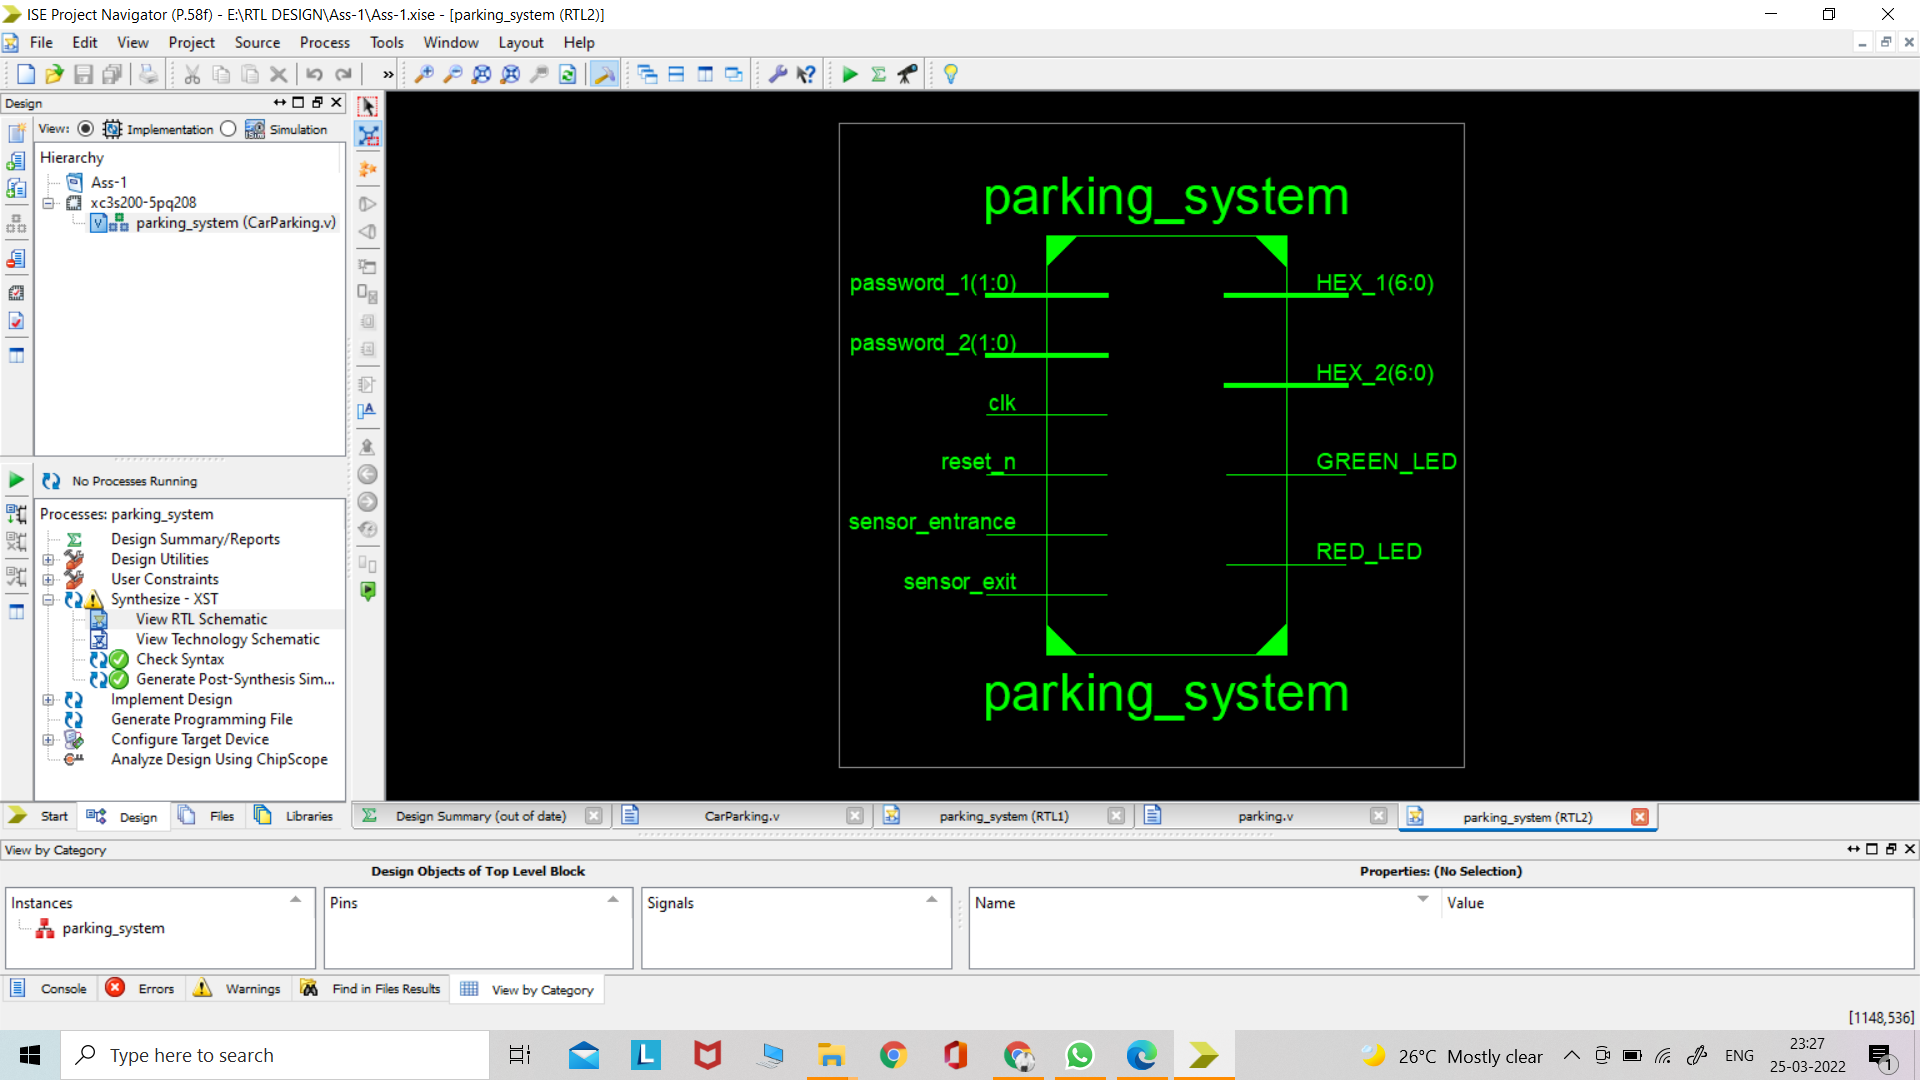 ISE Project Navigator (P.58f) - E:\RTL DESIGN\Ass-1\Ass-1.xise - [parking_system (RTL2)]
File Edit View Project Source Process Tools Window Layout Help
Design
View: Implementation Simulation
Hierarchy
Ass-1
xc3s200-5pq208
parking_system (CarParking.v)
No Processes Running
Processes: parking_system
Design Summary/Reports
Design Utilities
User Constraints
Synthesize - XST
View RTL Schematic
View Technology Schematic
Check Syntax
Generate Post-Synthesis Sim...
Implement Design
Generate Programming File
Configure Target Device
Analyze Design Using ChipScope
Start Design Files Libraries
parking_system
password_1(1:0)
password_2(1:0)
clk
reset_n
sensor_entrance
sensor_exit
HEX_1(6:0)
HEX_2(6:0)
GREEN_LED
RED_LED
parking_system
Design Summary (out of date) CarParking.v parking_system (RTL1) parking.v parking_system (RTL2)
View by Category
Design Objects of Top Level Block
Properties: (No Selection)
Instances
parking_system
Pins
Signals
Name Value
Console Errors Warnings Find in Files Results View by Category
[1148,536]
Type here to search
26°C Mostly clear
ENG
23:27
25-03-2022
1